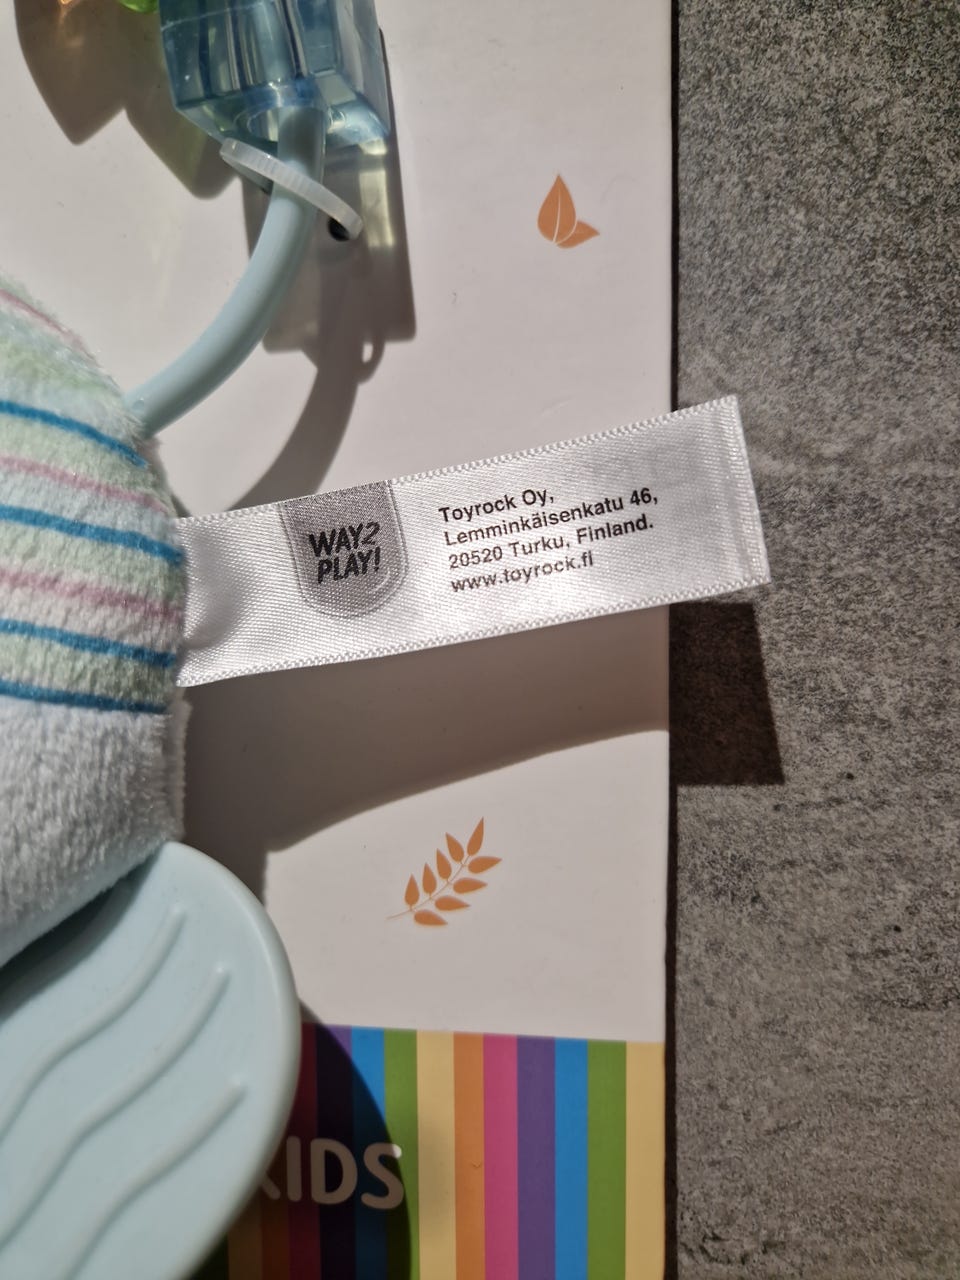 WAY2
PLAY!
Toyrock Oy,
Lemminkäisenkatu 46,
20520 Turku, Finland.
www.toyrock.fi
KIDS